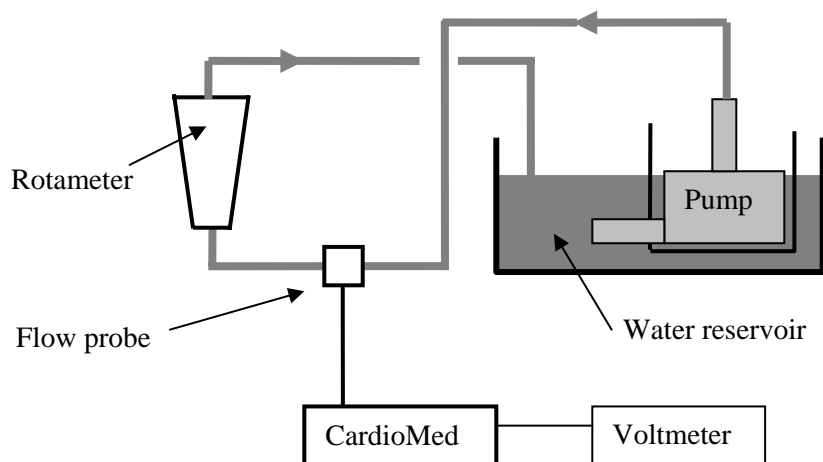 Rotameter
Pump
Flow probe
Water reservoir
CardioMed
Voltmeter